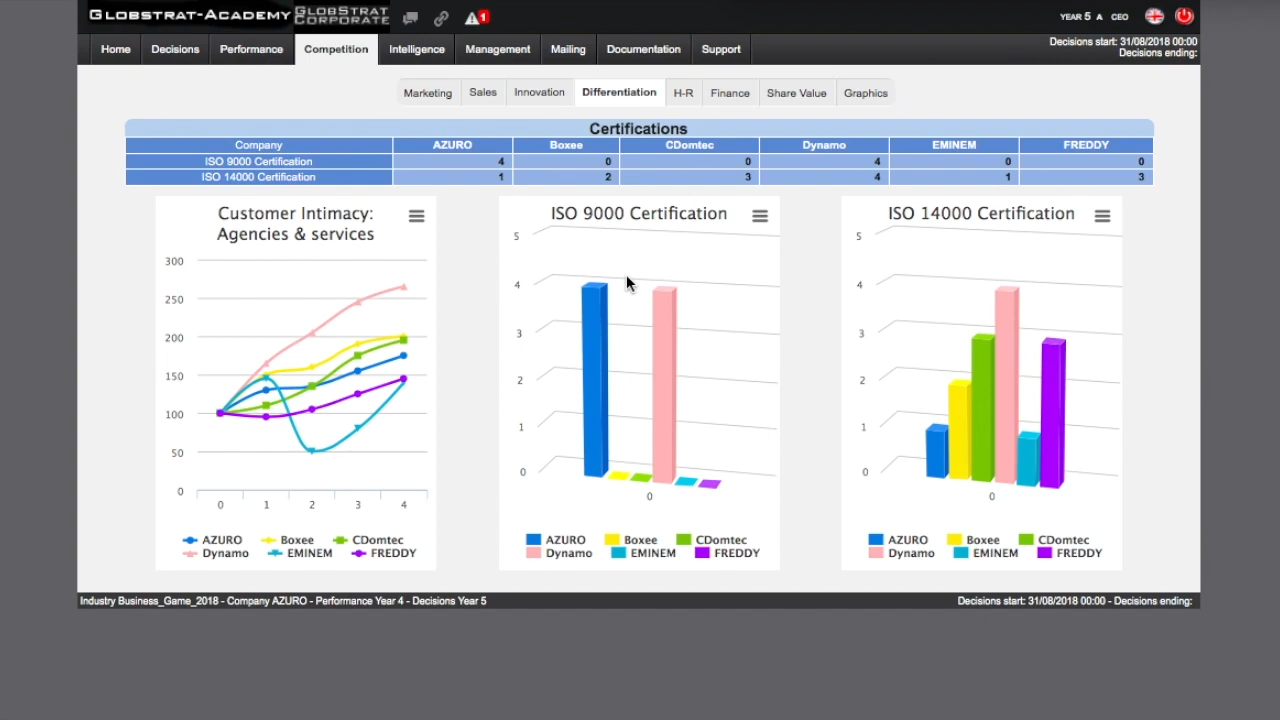 GLOBSTRAT-ACADEMY GLOBSTRAT CORPORATE 1 YEAR 5 A CEO
Home Decisions Performance Competition Intelligence Management Mailing Documentation Support
Decisions start: 31/08/2018 00:00
Decisions ending:
Marketing Sales Innovation Differentiation H-R Finance Share Value Graphics
Certifications
Company AZURO Boxee CDomtec Dynamo EMINEM FREDDY
ISO 9000 Certification 4 0 0 4 0 0
ISO 14000 Certification 1 2 3 4 1 3
Customer Intimacy:
Agencies & services
300
250
200
150
100
50
0
0 1 2 3 4
AZURO Boxee CDomtec
Dynamo EMINEM FREDDY
ISO 9000 Certification
5
4
3
2
1
0
0
AZURO Boxee CDomtec
Dynamo EMINEM FREDDY
ISO 14000 Certification
5
4
3
2
1
0
0
AZURO Boxee CDomtec
Dynamo EMINEM FREDDY
Industry Business_Game_2018 - Company AZURO - Performance Year 4 - Decisions Year 5
Decisions start: 31/08/2018 00:00 - Decisions ending: